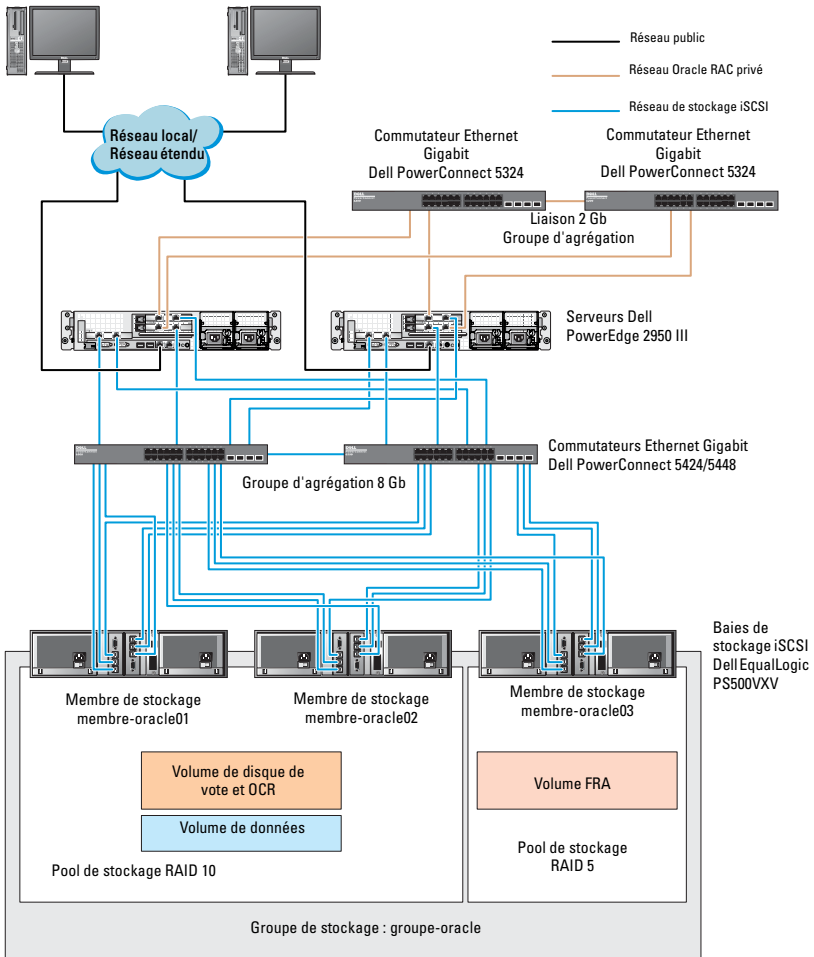 Réseau public
Réseau Oracle RAC privé
Réseau de stockage iSCSI
Réseau local/
Réseau étendu
Commutateur Ethernet
Gigabit
Dell PowerConnect 5324
Commutateur Ethernet
Gigabit
Dell PowerConnect 5324
Liaison 2 Gb
Groupe d'agrégation
Serveurs Dell
PowerEdge 2950 III
Commutateurs Ethernet Gigabit
Dell PowerConnect 5424/5448
Groupe d'agrégation 8 Gb
Baies de
stockage iSCSI
Dell EqualLogic
PS500VXV
Membre de stockage
membre-oracle01
Membre de stockage
membre-oracle02
Membre de stockage
membre-oracle03
Volume de disque de
vote et OCR
Volume de données
Volume FRA
Pool de stockage RAID 10
Pool de stockage
RAID 5
Groupe de stockage : groupe-oracle